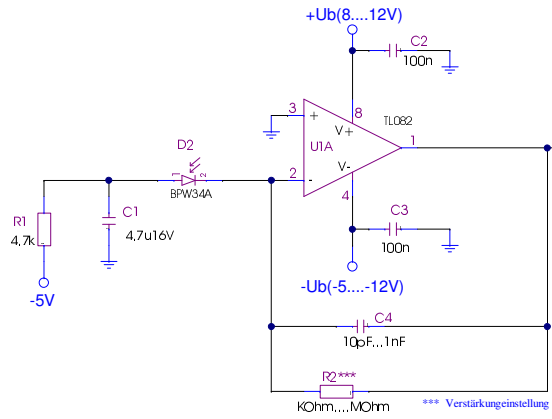 +Ub(8....12V)
C2
100n
3
+
8
V+
TL082
1
U1A
D2
1
2
BPW34A
2
-
V-
4
R1
4,7k
C1
4,7u16V
C3
100n
-5V
-Ub(-5....-12V)
C4
10pF...1nF
R2***
KOhm....MOhm
*** Verstärkungeinstellung